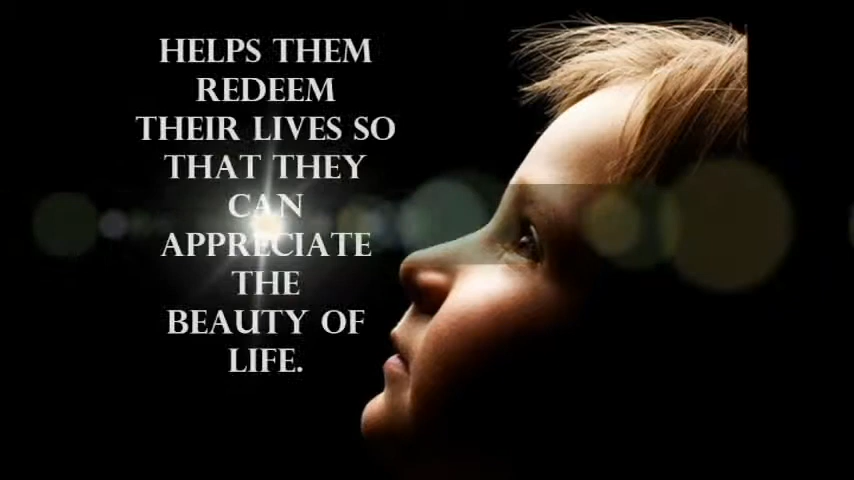 HELPS THEM
REDEEM
THEIR LIVES SO
THAT THEY
CAN
APPRECIATE
THE
BEAUTY OF
LIFE.